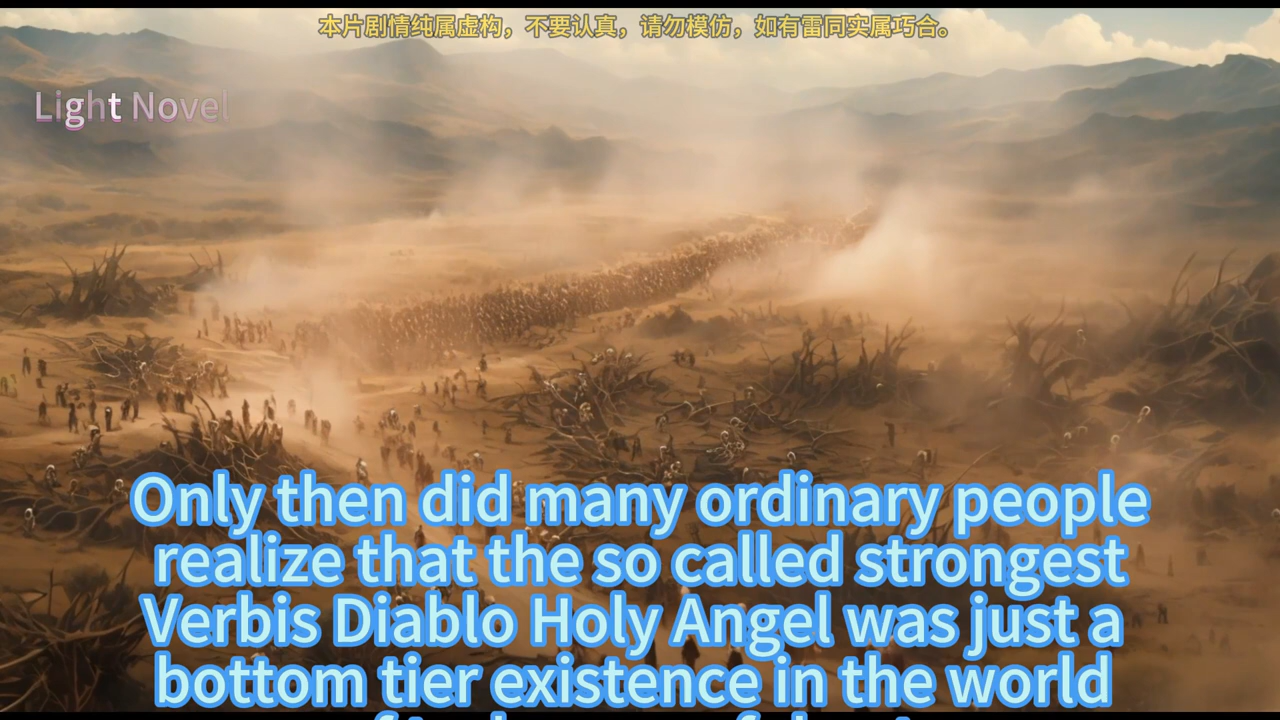 本片剧情纯属虚构，不要认真，请勿模仿，如有雷同实属巧合。
Light Novel
Only then did many ordinary people
realize that the so called strongest
Verbis Diablo Holy Angel was just a
bottom tier existence in the world